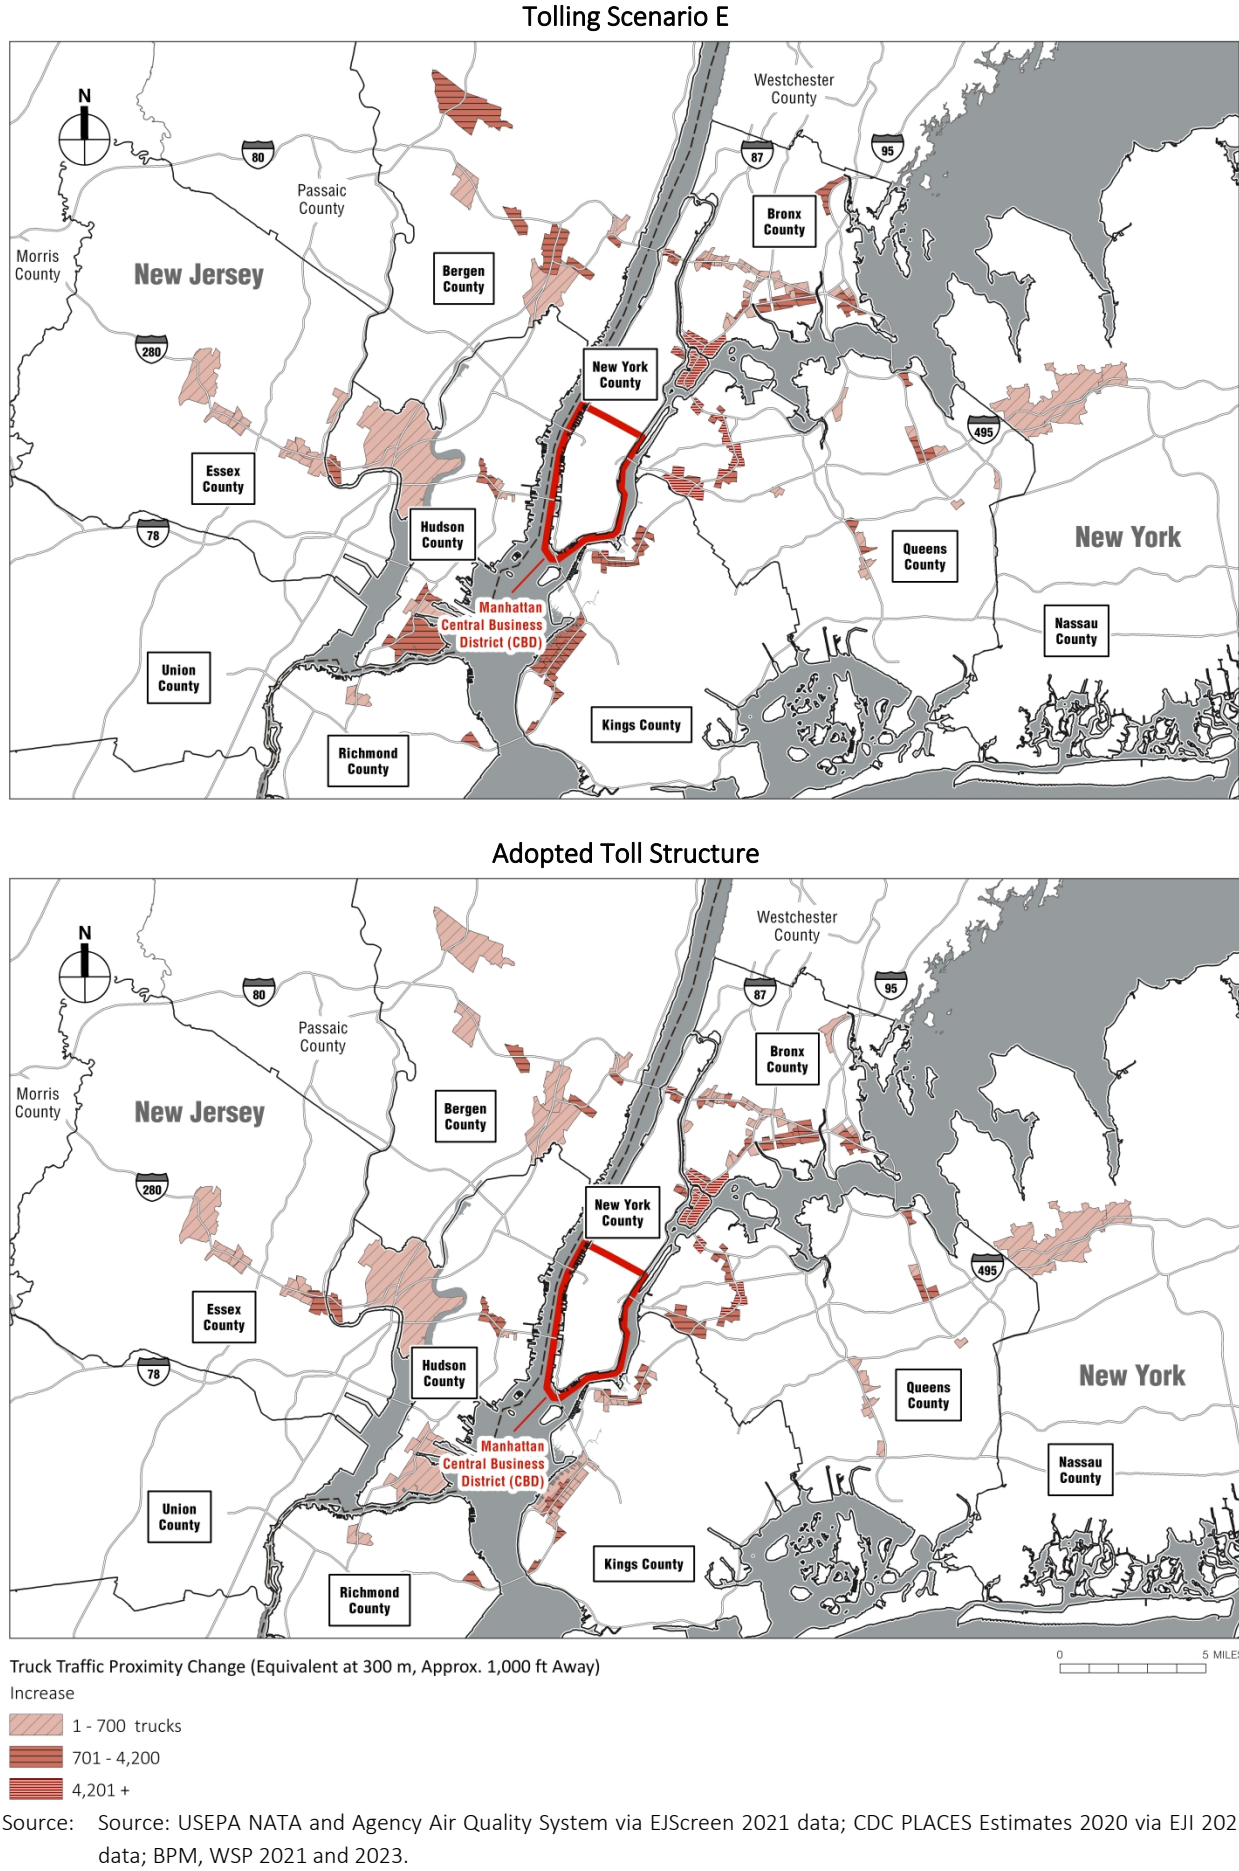 Tolling Scenario E
N
Westchester
County
80
87
95
Passaic
County
Bronx
County
Morris
County
New Jersey
Bergen
County
280
New York
County
495
Essex
County
78
Hudson
County
Queens
County
New York
Manhattan
Central Business
District (CBD)
Nassau
County
Union
County
Kings County
Richmond
County
Adopted Toll Structure
N
Westchester
County
80
87
95
Passaic
County
Bronx
County
Morris
County
New Jersey
Bergen
County
280
New York
County
495
Essex
County
78
Hudson
County
Queens
County
New York
Manhattan
Central Business
District (CBD)
Nassau
County
Union
County
Kings County
Richmond
County
Truck Traffic Proximity Change (Equivalent at 300 m, Approx. 1,000 ft Away)
0 5 MILES
Increase
1 - 700 trucks
701 - 4,200
4,201 +
Source: Source: USEPA NATA and Agency Air Quality System via EJScreen 2021 data; CDC PLACES Estimates 2020 via EJI 202
data; BPM, WSP 2021 and 2023.